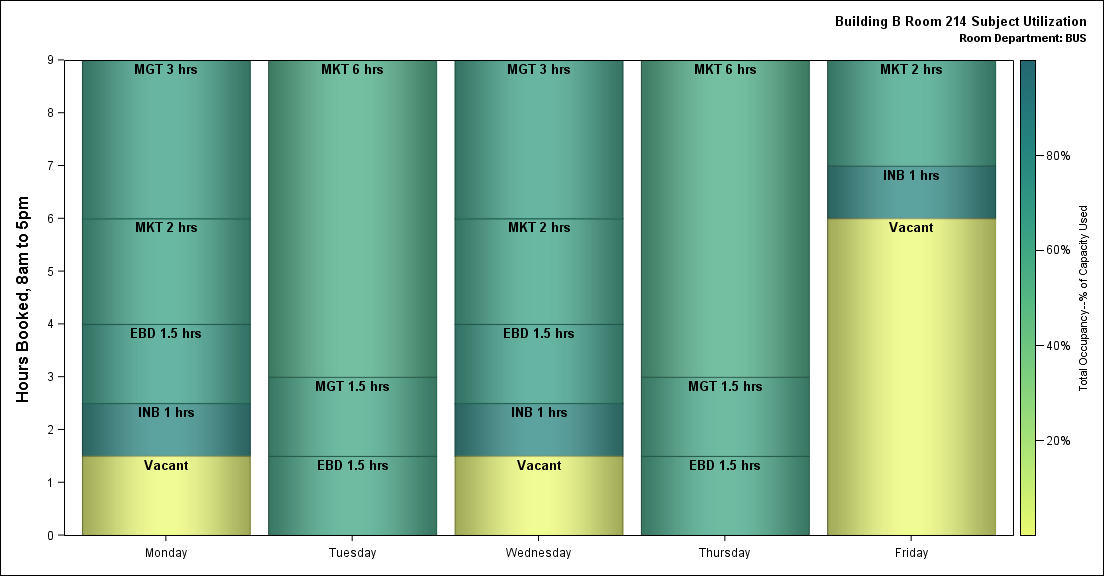 Building B Room 214 Subject Utilization
Room Department: BUS
Hours Booked, 8am to 5pm
9
8
7
6
5
4
3
2
1
0
MGT 3 hrs
MKT 2 hrs
EBD 1.5 hrs
INB 1 hrs
Vacant
MKT 6 hrs
MGT 1.5 hrs
EBD 1.5 hrs
MGT 3 hrs
MKT 2 hrs
EBD 1.5 hrs
INB 1 hrs
Vacant
MKT 6 hrs
MGT 1.5 hrs
EBD 1.5 hrs
MKT 2 hrs
INB 1 hrs
Vacant
Monday
Tuesday
Wednesday
Thursday
Friday
80%
60%
40%
20%
Total Occupancy--% of Capacity Used